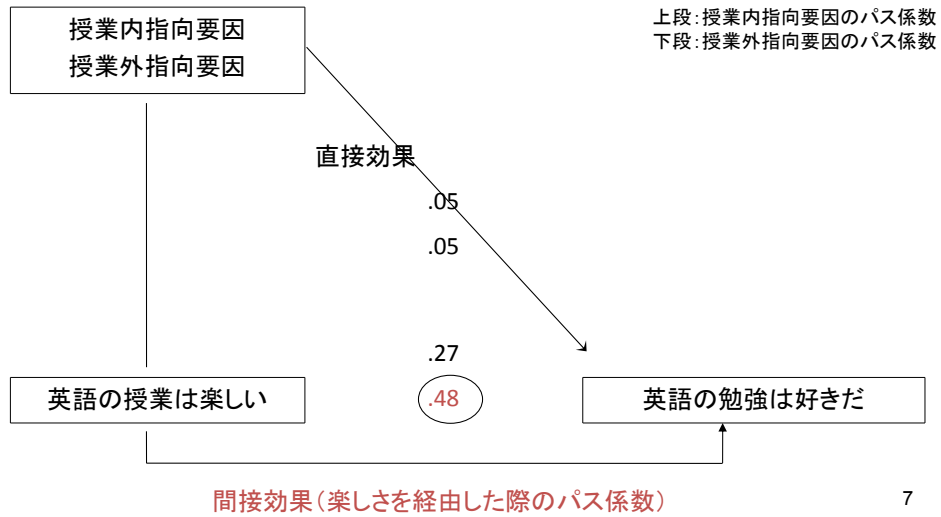 授業内指向要因
授業外指向要因
上段：授業内指向要因のパス係数
下段：授業外指向要因のパス係数
直接効果
.05
.05
.27
.48
英語の授業は楽しい
英語の勉強は好きだ
間接効果（楽しさを経由した際のパス係数）
7